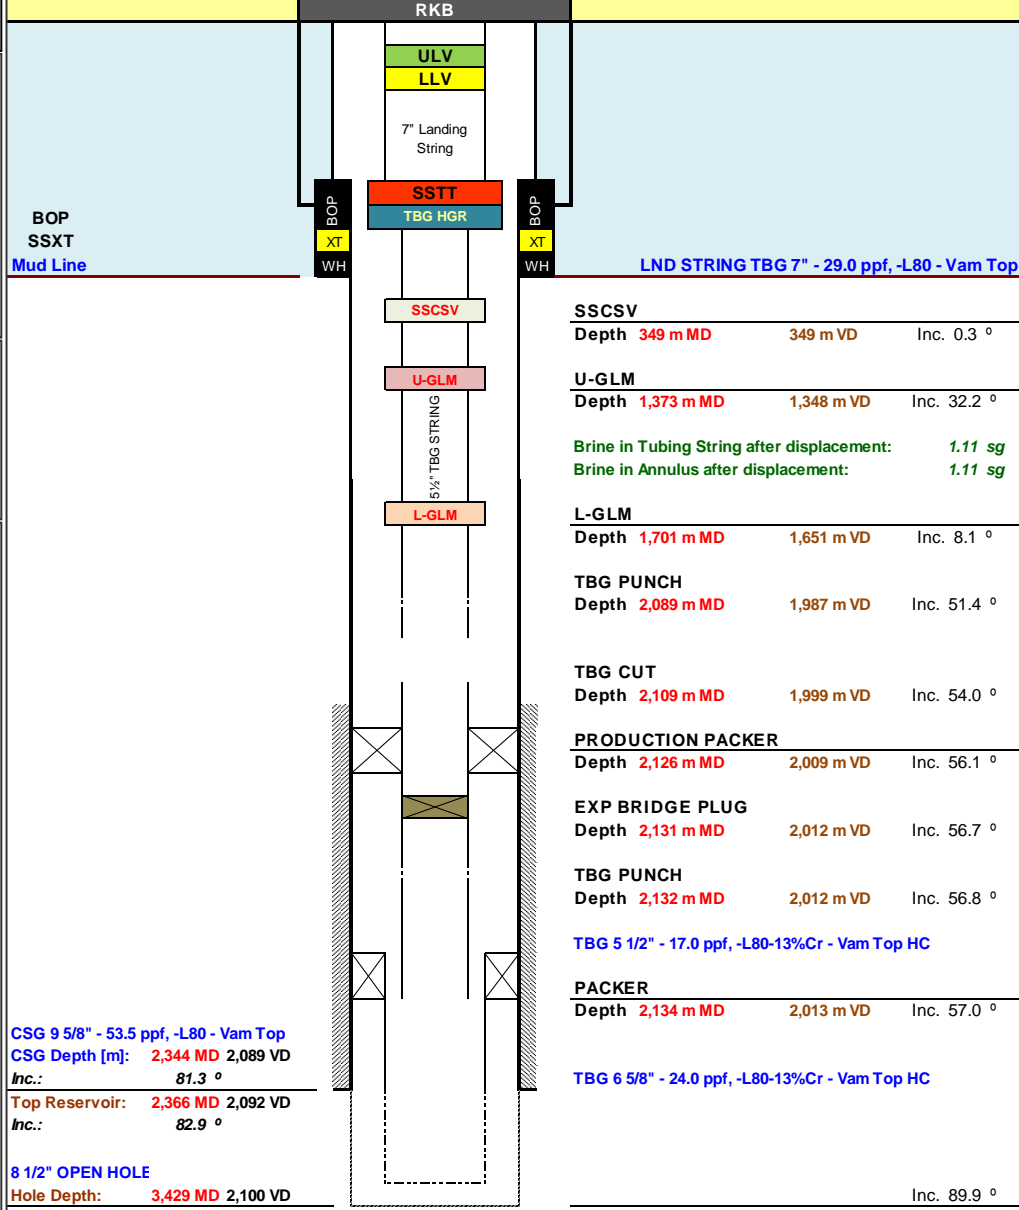 RKB
ULV
LLV
7" Landing
String
SSTT
TBG HGR
BOP
BOP
XT
XT
WH
WH
BOP
SSXT
Mud Line
LND STRING TBG 7" - 29.0 ppf, -L80 - Vam Top
SSCSV
SSCSV
Depth 349 m MD 349 m VD Inc. 0.3 º
U-GLM
U-GLM
Depth 1,373 m MD 1,348 m VD Inc. 32.2 º
5½" TBG STRING
Brine in Tubing String after displacement: 1.11 sg
Brine in Annulus after displacement: 1.11 sg
L-GLM
L-GLM
Depth 1,701 m MD 1,651 m VD Inc. 8.1 º
TBG PUNCH
Depth 2,089 m MD 1,987 m VD Inc. 51.4 º
TBG CUT
Depth 2,109 m MD 1,999 m VD Inc. 54.0 º
PRODUCTION PACKER
Depth 2,126 m MD 2,009 m VD Inc. 56.1 º
EXP BRIDGE PLUG
Depth 2,131 m MD 2,012 m VD Inc. 56.7 º
TBG PUNCH
Depth 2,132 m MD 2,012 m VD Inc. 56.8 º
TBG 5 1/2" - 17.0 ppf, -L80-13%Cr - Vam Top HC
PACKER
Depth 2,134 m MD 2,013 m VD Inc. 57.0 º
CSG 9 5/8" - 53.5 ppf, -L80 - Vam Top
CSG Depth [m]: 2,344 MD 2,089 VD
Inc.: 81.3 º
TBG 6 5/8" - 24.0 ppf, -L80-13%Cr - Vam Top HC
Top Reservoir: 2,366 MD 2,092 VD
Inc.: 82.9 º
8 1/2" OPEN HOLE
Hole Depth: 3,429 MD 2,100 VD
Inc. 89.9 º